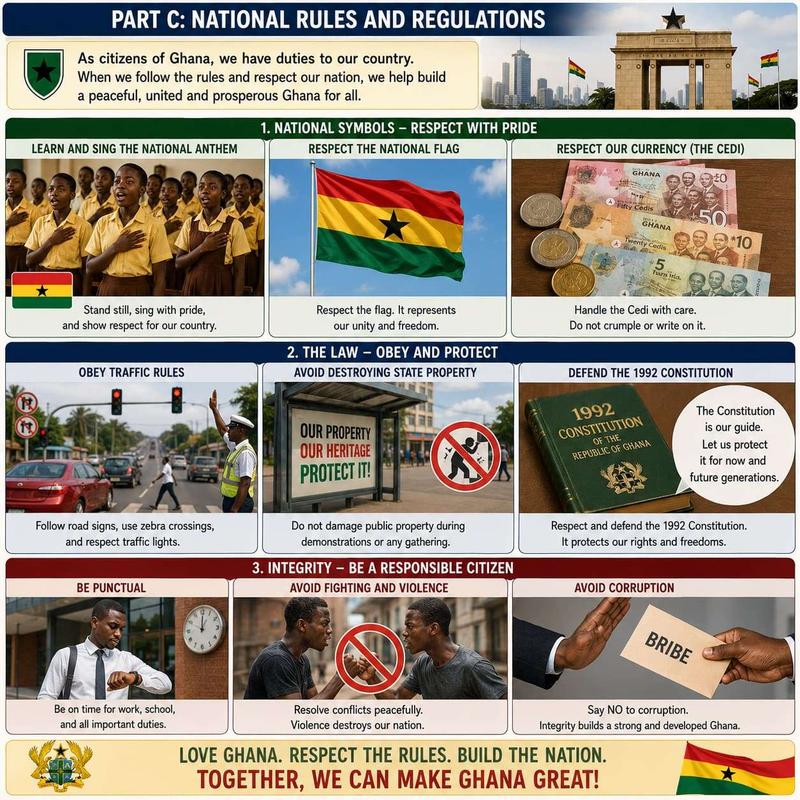 PART C: NATIONAL RULES AND REGULATIONS
As citizens of Ghana, we have duties to our country.
When we follow the rules and respect our nation, we help build
a peaceful, united and prosperous Ghana for all.
1. NATIONAL SYMBOLS – RESPECT WITH PRIDE
LEARN AND SING THE NATIONAL ANTHEM
Stand still, sing with pride,
and show respect for our country.
RESPECT THE NATIONAL FLAG
Respect the flag. It represents
our unity and freedom.
RESPECT OUR CURRENCY (THE CEDI)
GHANA
Fifty Cedis
50
GHANA
Twenty Cedis
10
5
Handle the Cedi with care.
Do not crumple or write on it.
2. THE LAW – OBEY AND PROTECT
OBEY TRAFFIC RULES
Follow road signs, use zebra crossings,
and respect traffic lights.
AVOID DESTROYING STATE PROPERTY
OUR PROPERTY
OUR HERITAGE
PROTECT IT!
Do not damage public property during
demonstrations or any gathering.
DEFEND THE 1992 CONSTITUTION
1992
CONSTITUTION
OF THE
REPUBLIC OF GHANA
The Constitution
is our guide.
Let us protect
it for now and
future generations.
Respect and defend the 1992 Constitution.
It protects our rights and freedoms.
3. INTEGRITY – BE A RESPONSIBLE CITIZEN
BE PUNCTUAL
Be on time for work, school,
and all important duties.
AVOID FIGHTING AND VIOLENCE
Resolve conflicts peacefully.
Violence destroys our nation.
AVOID CORRUPTION
BRIBE
Say NO to corruption.
Integrity builds a strong and developed Ghana.
LOVE GHANA. RESPECT THE RULES. BUILD THE NATION.
TOGETHER, WE CAN MAKE GHANA GREAT!